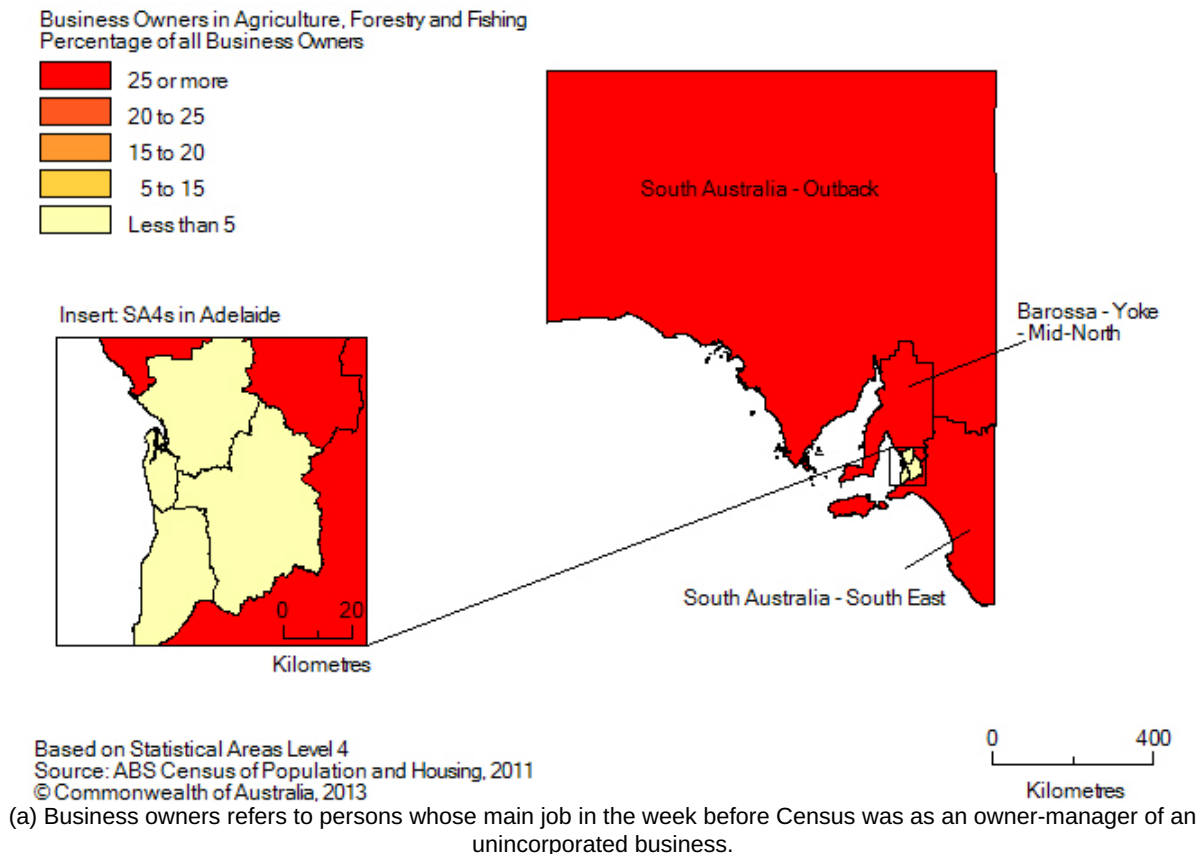 Business Owners in Agriculture, Forestry and Fishing
Percentage of all Business Owners
25 or more
20 to 25
15 to 20
5 to 15
Less than 5
South Australia - Outback
Insert: SA4s in Adelaide
Barossa - Yoke
- Mid-North
0 20
Kilometres
South Australia - South East
Based on Statistical Areas Level 4
Source: ABS Census of Population and Housing, 2011
© Commonwealth of Australia, 2013
0 400
Kilometres
(a) Business owners refers to persons whose main job in the week before Census was as an owner-manager of an
unincorporated business.